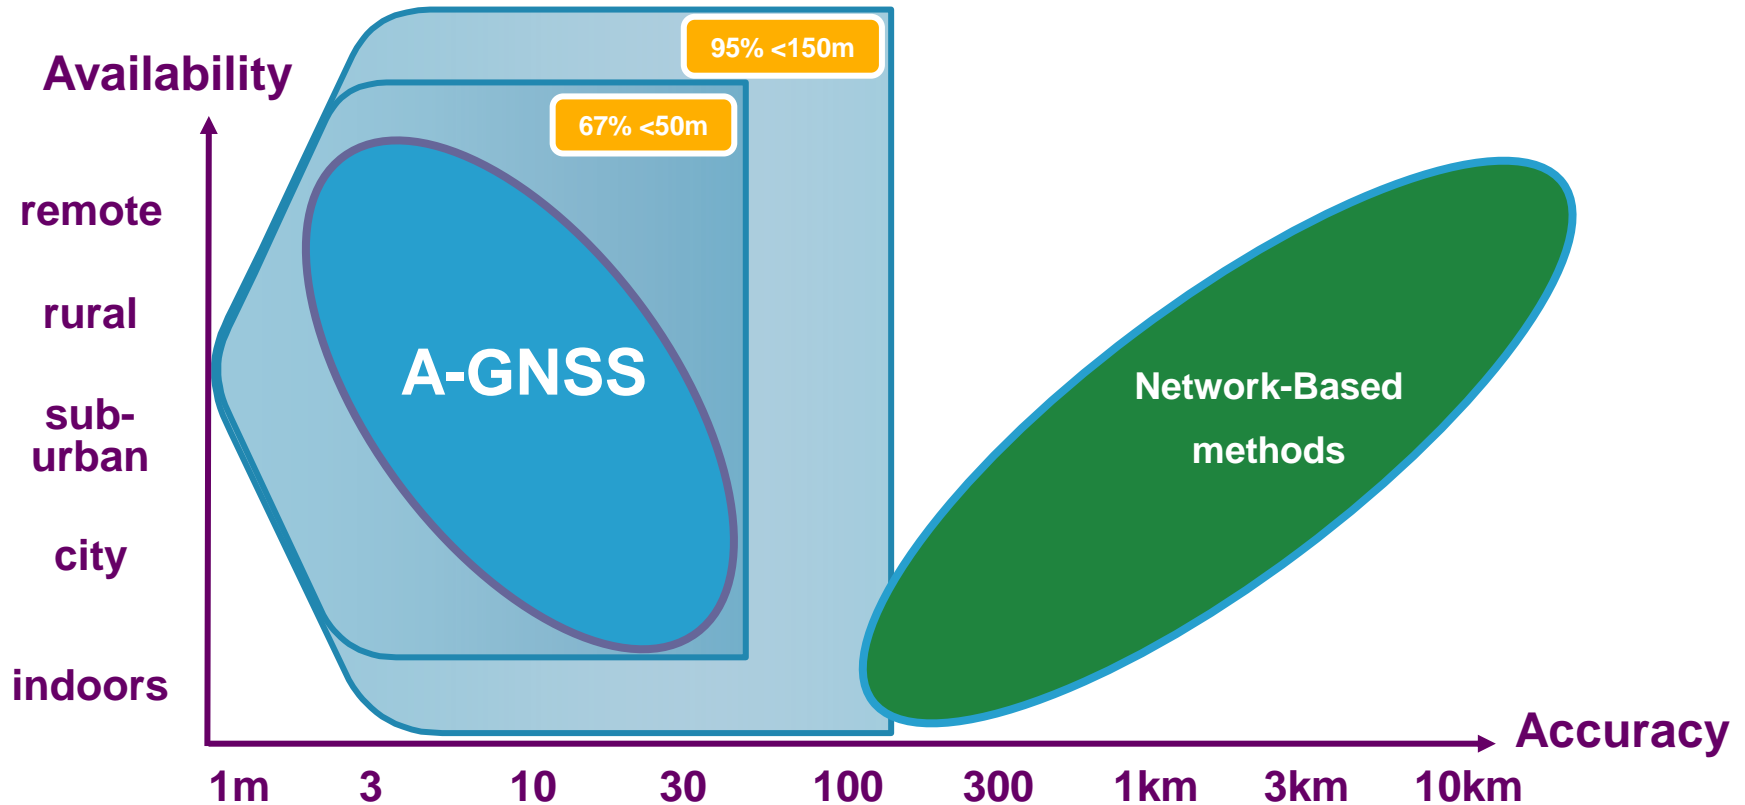 95% <150m
Availability
67% <50m
remote
rural
A-GNSS
Network-Based
methods
sub-
urban
city
indoors
Accuracy
1m 3 10 30 100 300 1km 3km 10km